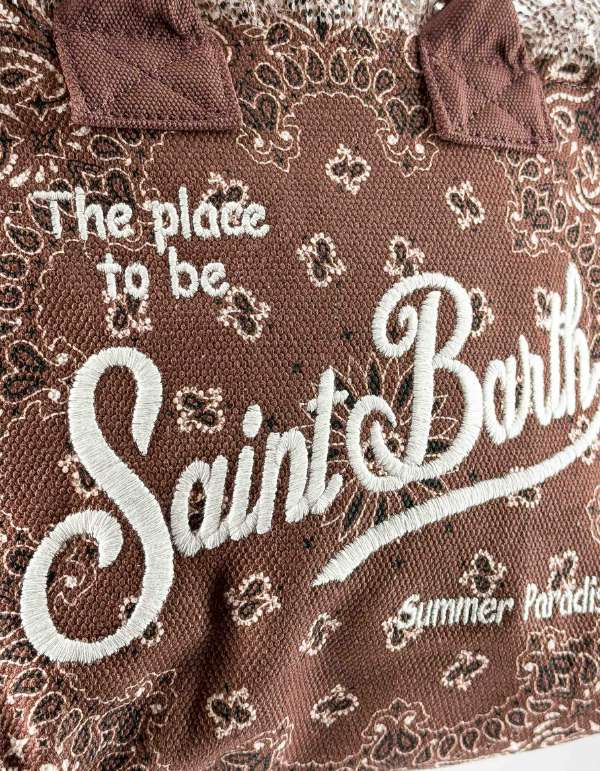 The place
to be
Saint Barth
Summer Paradis